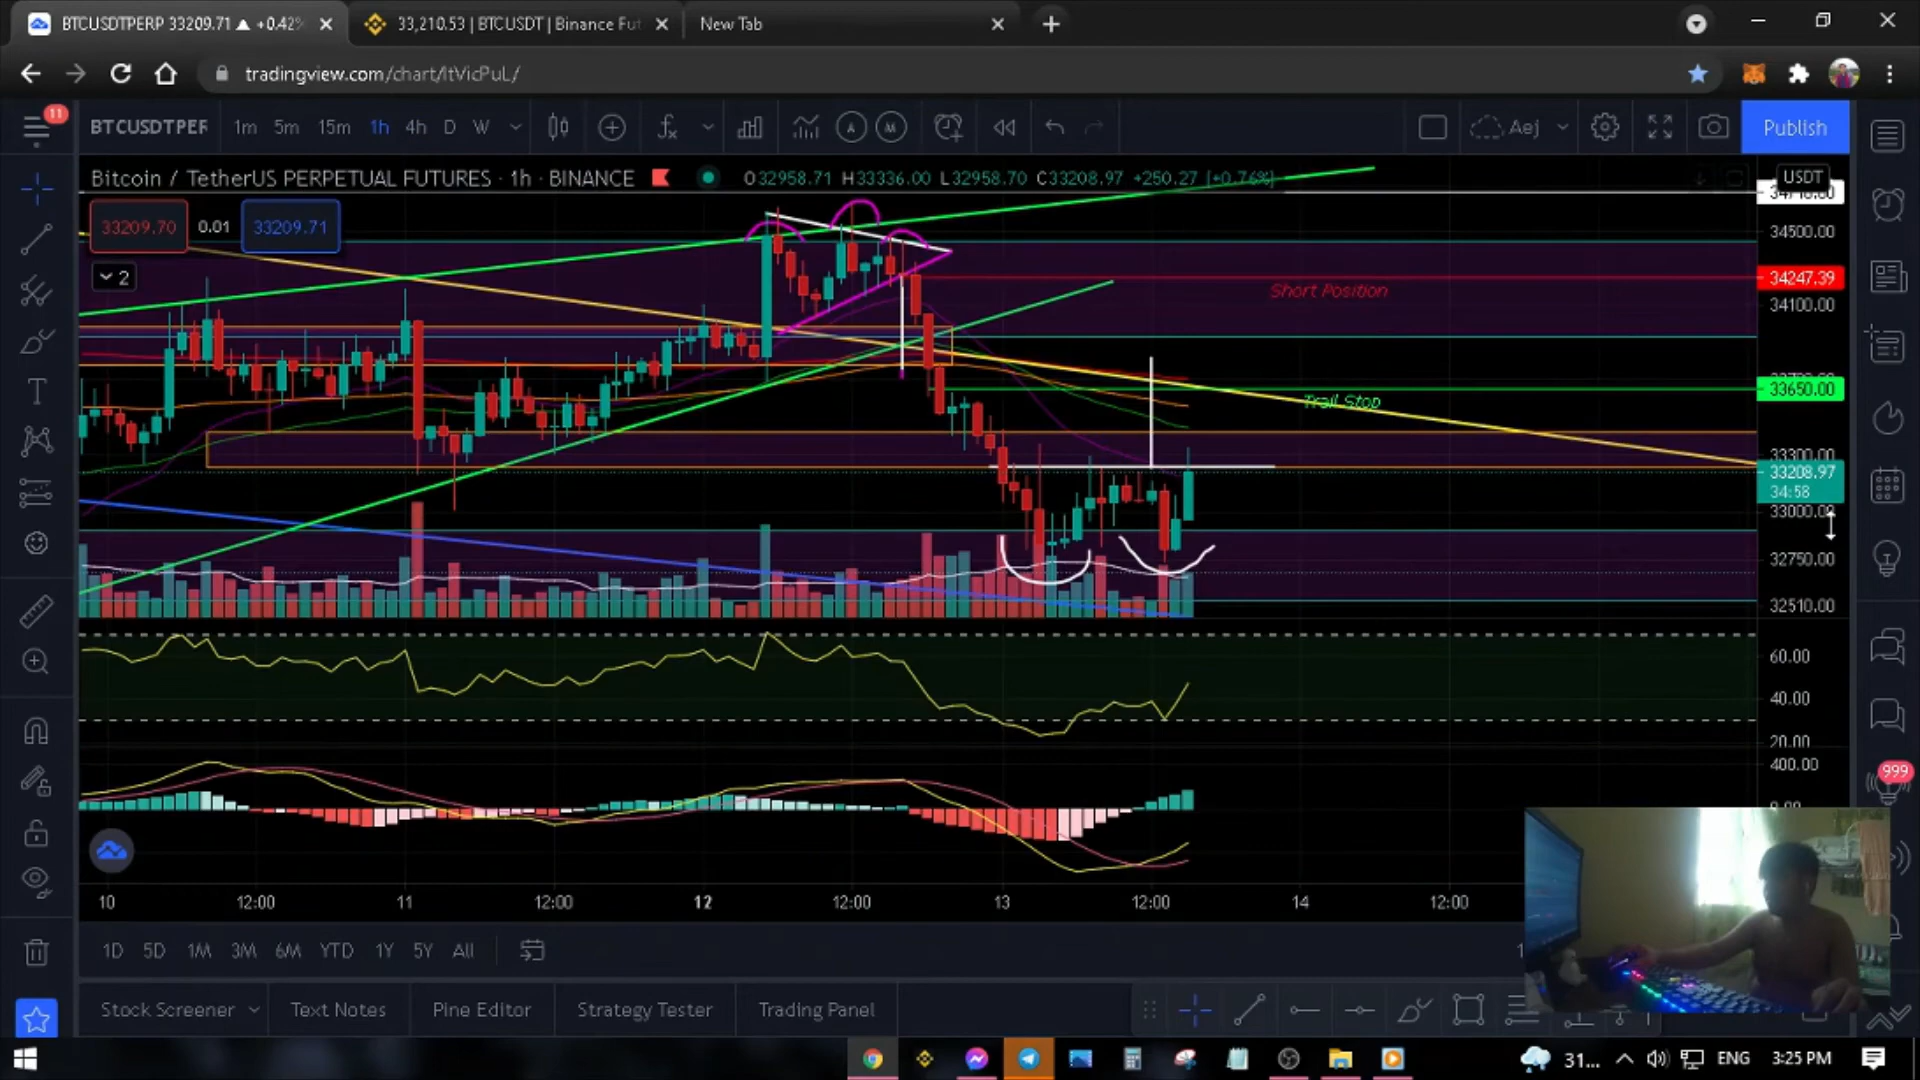 BTCUSDTPERP 33209.71 ▲ +0.42%
33,210.53 | BTCUSDT | Binance Fut
New Tab
tradingview.com/chart/ItVicPuL/
11
BTCUSDTPER
1m 5m 15m 1h 4h D W
A M
Aej
Publish
Bitcoin / TetherUS PERPETUAL FUTURES · 1h · BINANCE
O32958.71 H33336.00 L32958.70 C33208.97 +250.27 (+0.76%)
USDT
33209.70 0.01 33209.71
2
34500.00
34247.39
Short Position
34100.00
33650.00
Trail Stop
33300.00
33208.97
34:58
33000.00
32750.00
32510.00
60.00
40.00
20.00
400.00
999
10 12:00 11 12:00 12 12:00 13 12:00 14 12:00
1D 5D 1M 3M 6M YTD 1Y 5Y All
Stock Screener Text Notes Pine Editor Strategy Tester Trading Panel
31... ENG 3:25 PM